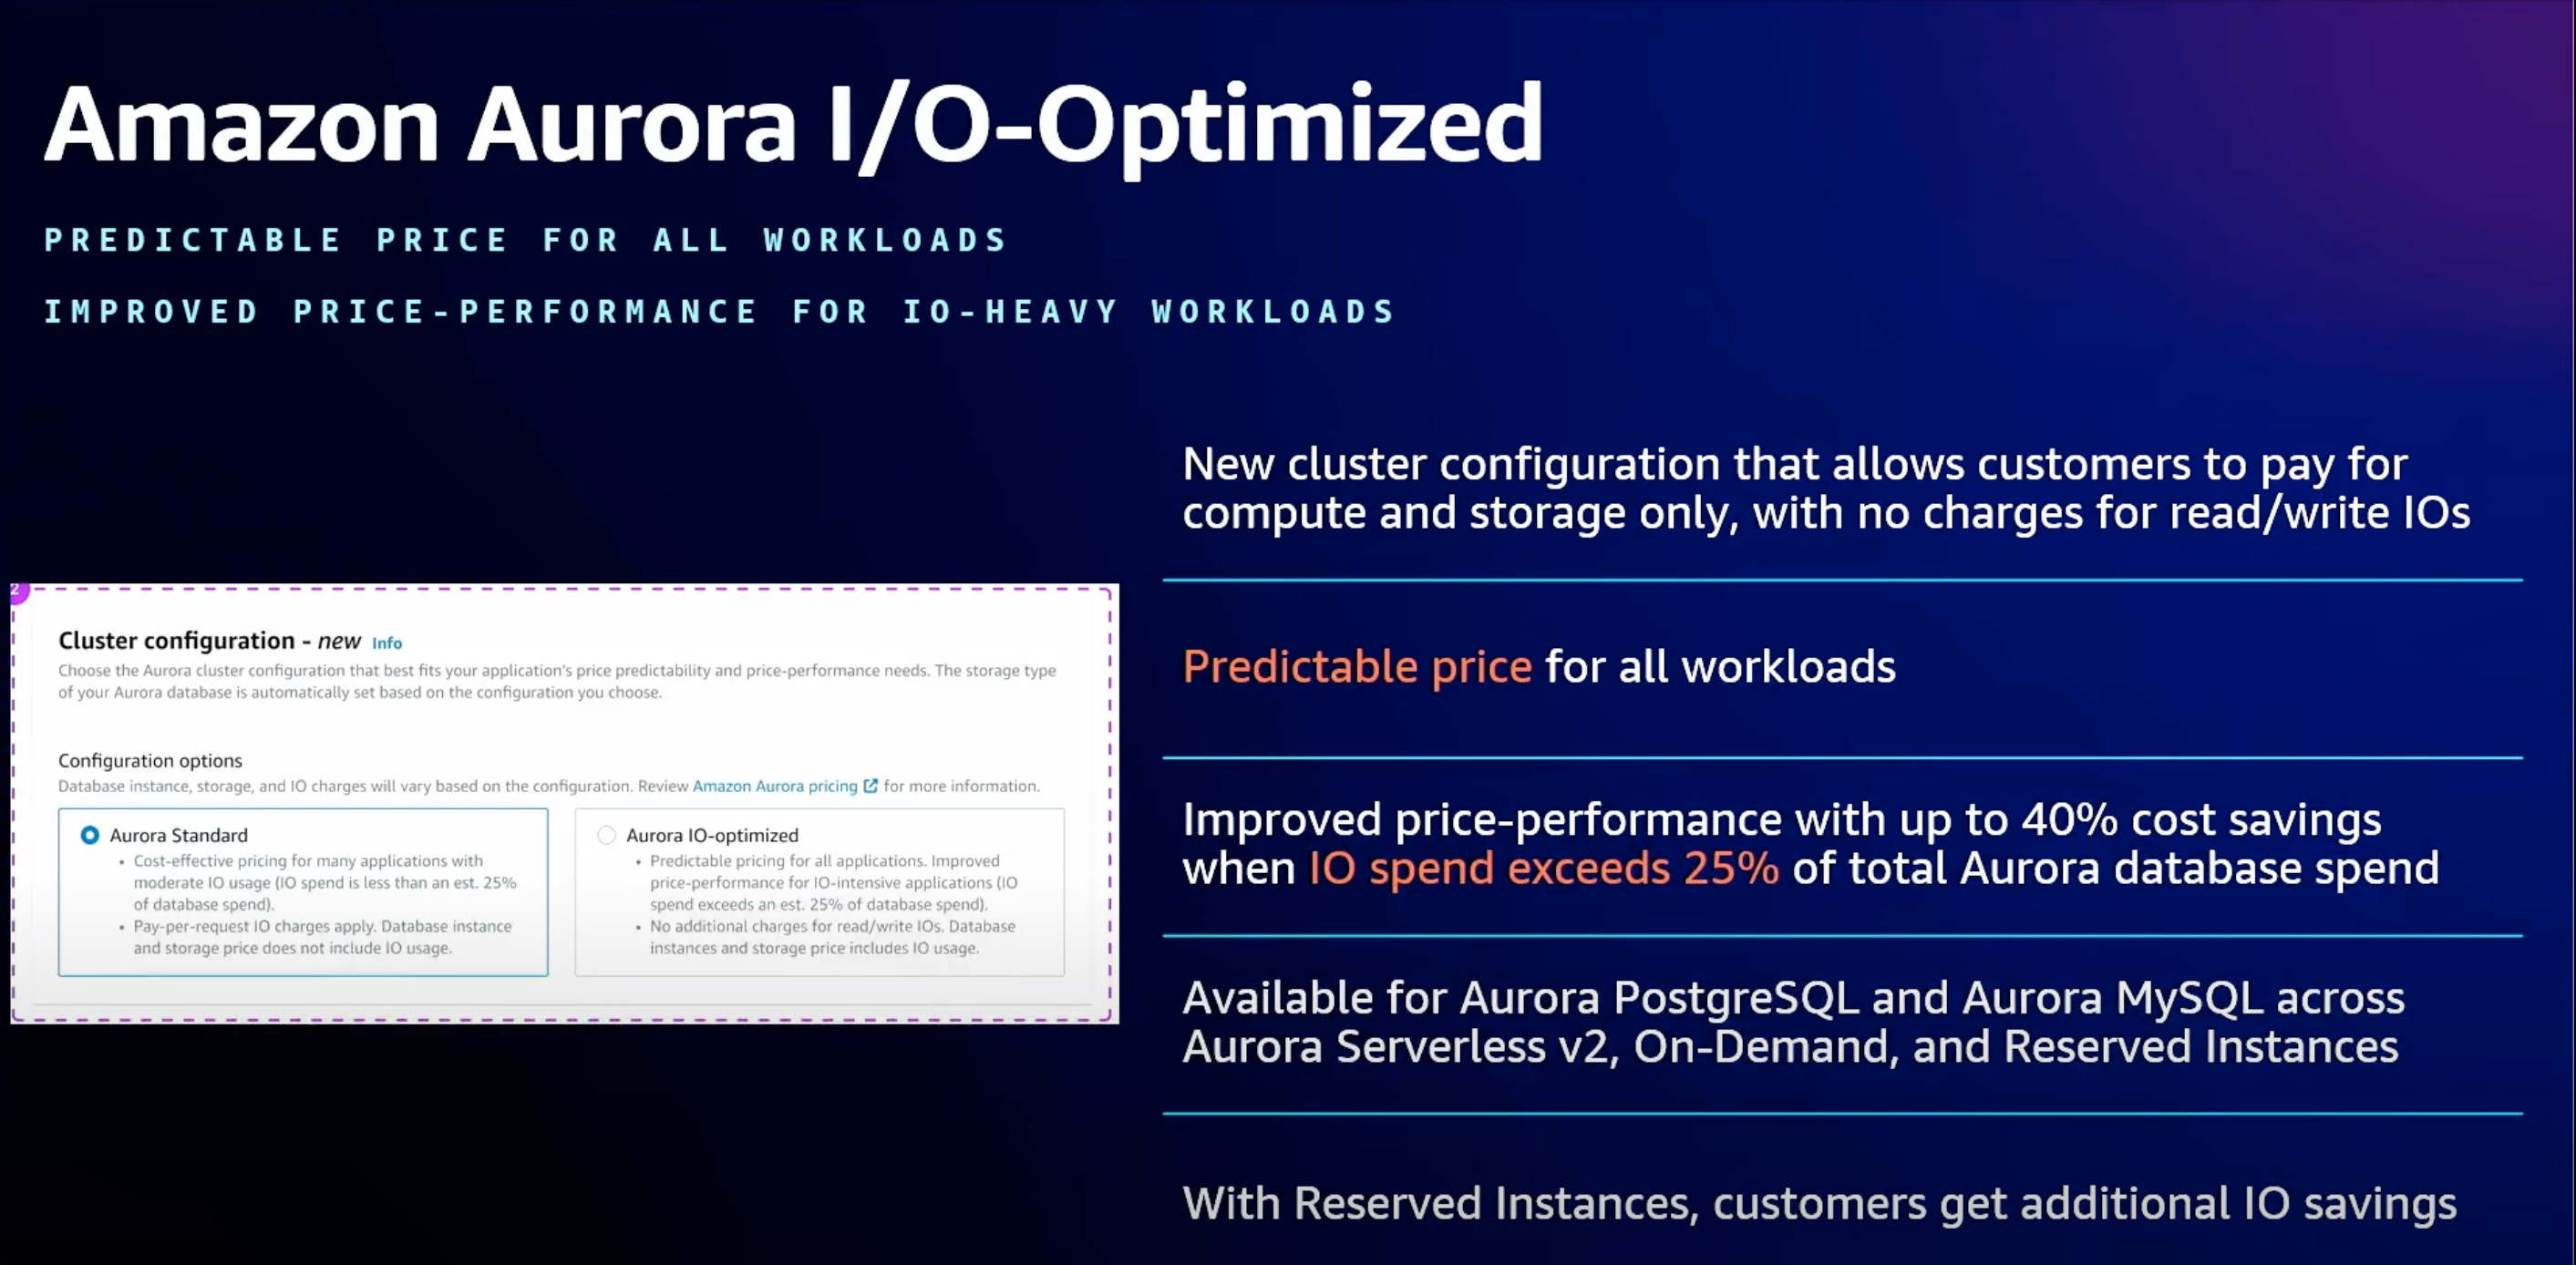 Amazon Aurora I/O-Optimized
PREDICTABLE PRICE FOR ALL WORKLOADS
IMPROVED PRICE-PERFORMANCE FOR IO-HEAVY WORKLOADS
2
Cluster configuration - new Info
Choose the Aurora cluster configuration that best fits your application's price predictability and price-performance needs. The storage type
of your Aurora database is automatically set based on the configuration you choose.
Configuration options
Database instance, storage, and IO charges will vary based on the configuration. Review Amazon Aurora pricing for more information.
Aurora Standard
• Cost-effective pricing for many applications with
moderate IO usage (IO spend is less than an est. 25%
of database spend).
• Pay-per-request IO charges apply. Database instance
and storage price does not include IO usage.
Aurora IO-optimized
• Predictable pricing for all applications. Improved
price-performance for IO-intensive applications (IO
spend exceeds an est. 25% of database spend).
• No additional charges for read/write IOs. Database
instances and storage price includes IO usage.
New cluster configuration that allows customers to pay for
compute and storage only, with no charges for read/write IOs
Predictable price for all workloads
Improved price-performance with up to 40% cost savings
when IO spend exceeds 25% of total Aurora database spend
Available for Aurora PostgreSQL and Aurora MySQL across
Aurora Serverless v2, On-Demand, and Reserved Instances
With Reserved Instances, customers get additional IO savings